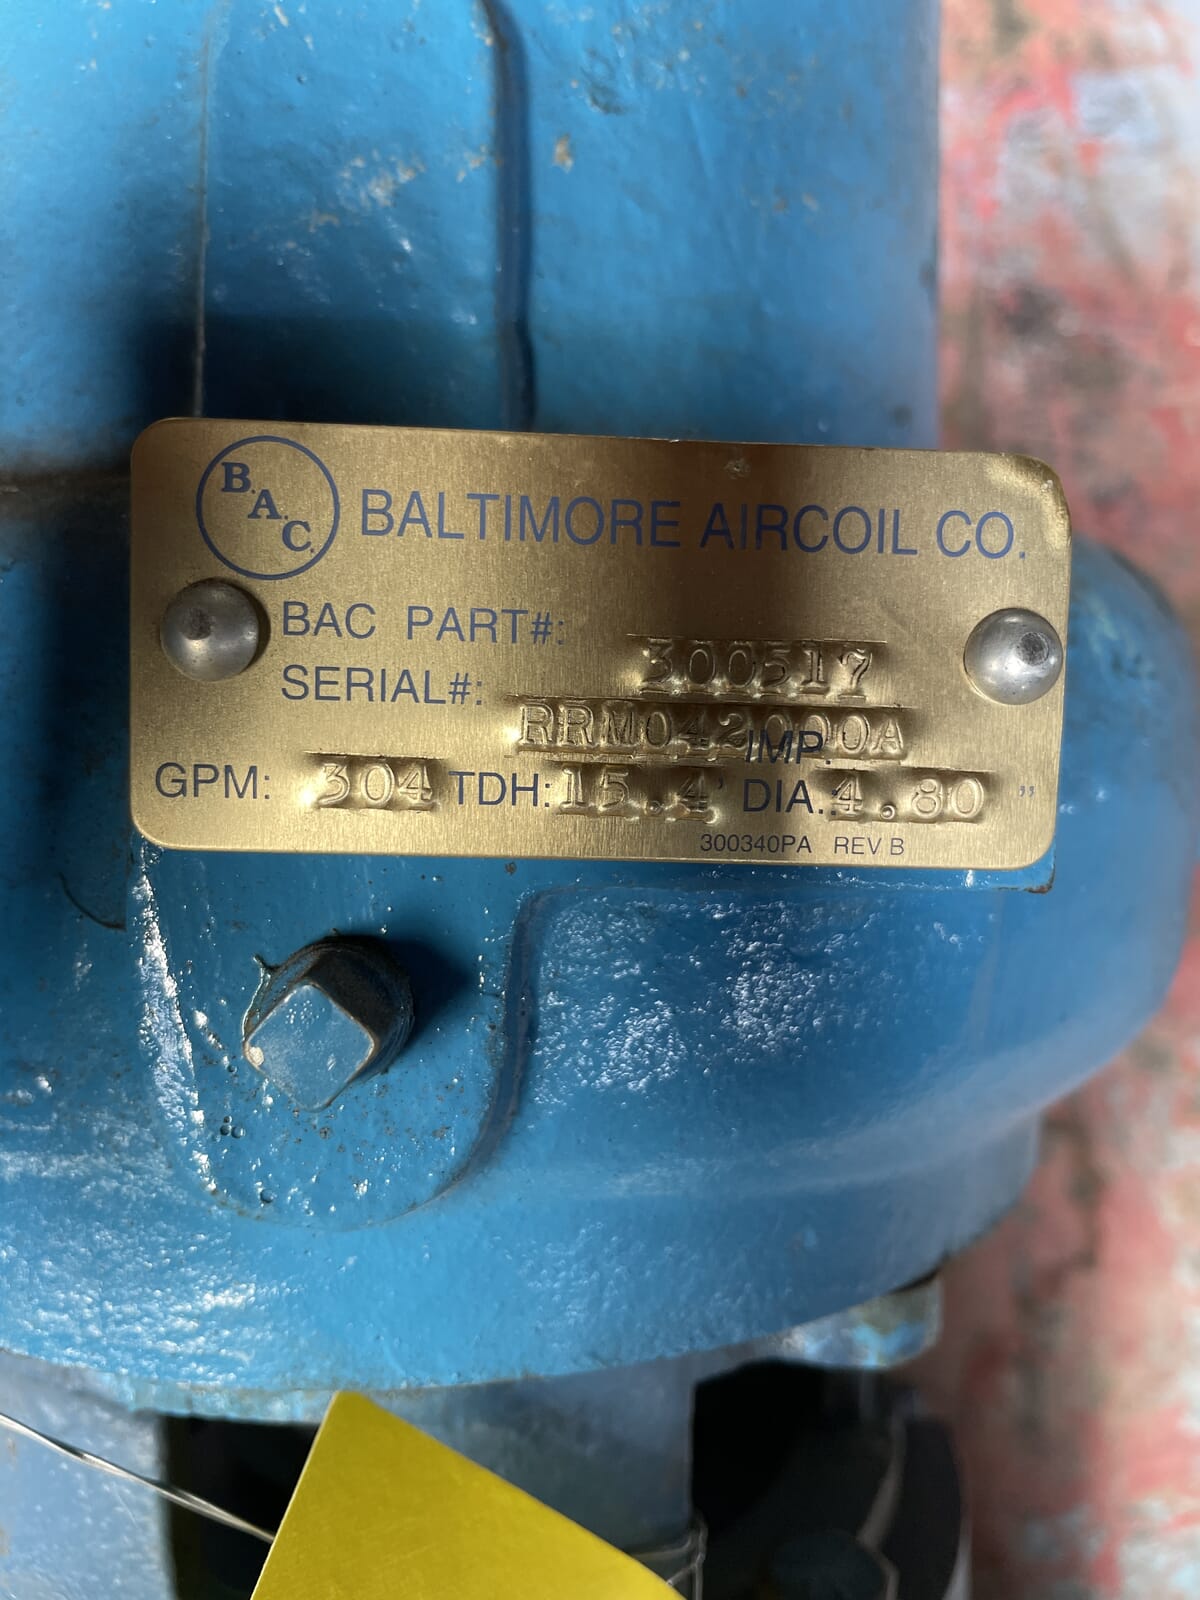 B.A.C. BALTIMORE AIRCOIL CO.
BAC PART#: 300517
SERIAL#: RRM042000A
GPM: 304 TDH: 15.4' IMP. DIA.: 4.80 "
300340PA REV B